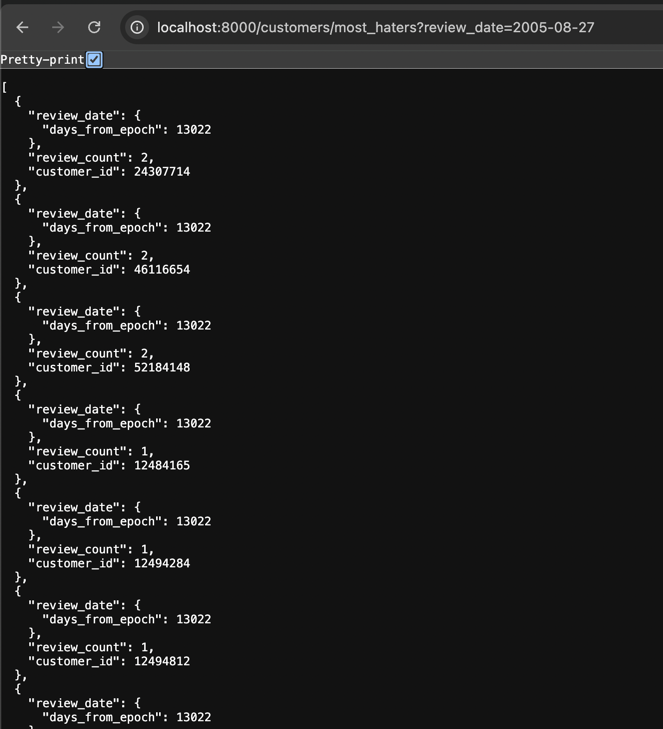 localhost:8000/customers/most_haters?review_date=2005-08-27
Pretty-print
[
  {
    "review_date": {
      "days_from_epoch": 13022
    },
    "review_count": 2,
    "customer_id": 24307714
  },
  {
    "review_date": {
      "days_from_epoch": 13022
    },
    "review_count": 2,
    "customer_id": 46116654
  },
  {
    "review_date": {
      "days_from_epoch": 13022
    },
    "review_count": 2,
    "customer_id": 52184148
  },
  {
    "review_date": {
      "days_from_epoch": 13022
    },
    "review_count": 1,
    "customer_id": 12484165
  },
  {
    "review_date": {
      "days_from_epoch": 13022
    },
    "review_count": 1,
    "customer_id": 12494284
  },
  {
    "review_date": {
      "days_from_epoch": 13022
    },
    "review_count": 1,
    "customer_id": 12494812
  },
  {
    "review_date": {
      "days_from_epoch": 13022